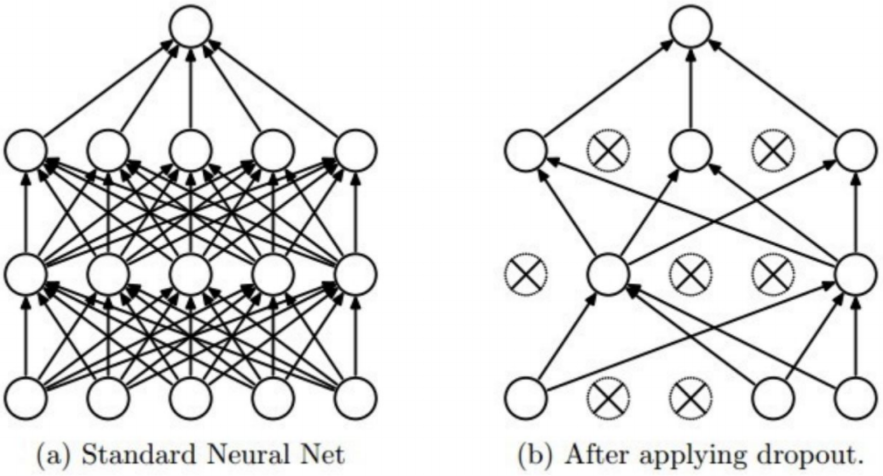 (a) Standard Neural Net
(b) After applying dropout.